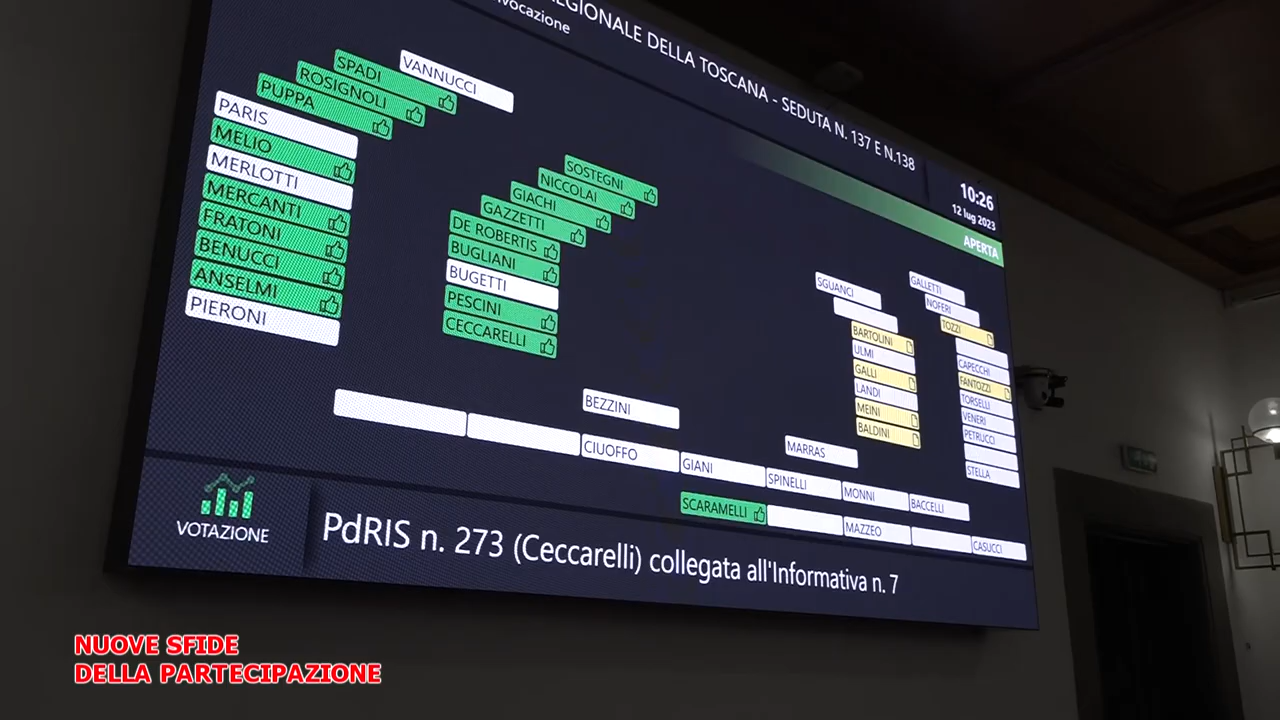 REGIONALE DELLA TOSCANA - SEDUTA N. 137 E N.138
10:26
12 lug 2023
APERTA
VANNUCCI
SPADI
ROSIGNOLI
PUPPA
PARIS
MELIO
MERLOTTI
MERCANTI
FRATONI
BENUCCI
ANSELMI
PIERONI
SOSTEGNI
NICCOLAI
GIACHI
GAZZETTI
DE ROBERTIS
BUGLIANI
BUGETTI
PESCINI
CECCARELLI
SGUANCI
BARTOLINI
ULMI
GALLI
LANDI
MEINI
BALDINI
GALLETTI
NOFERI
TOZZI
CAPECCHI
FANTOZZI
TORSELLI
VENERI
PETRUCCI
STELLA
BEZZINI
CIUOFFO
GIANI
SPINELLI
MARRAS
MONNI
BACCELLI
SCARAMELLI
MAZZEO
CASUCCI
VOTAZIONE
PdRIS n. 273 (Ceccarelli) collegata all'Informativa n. 7
NUOVE SFIDE
DELLA PARTECIPAZIONE